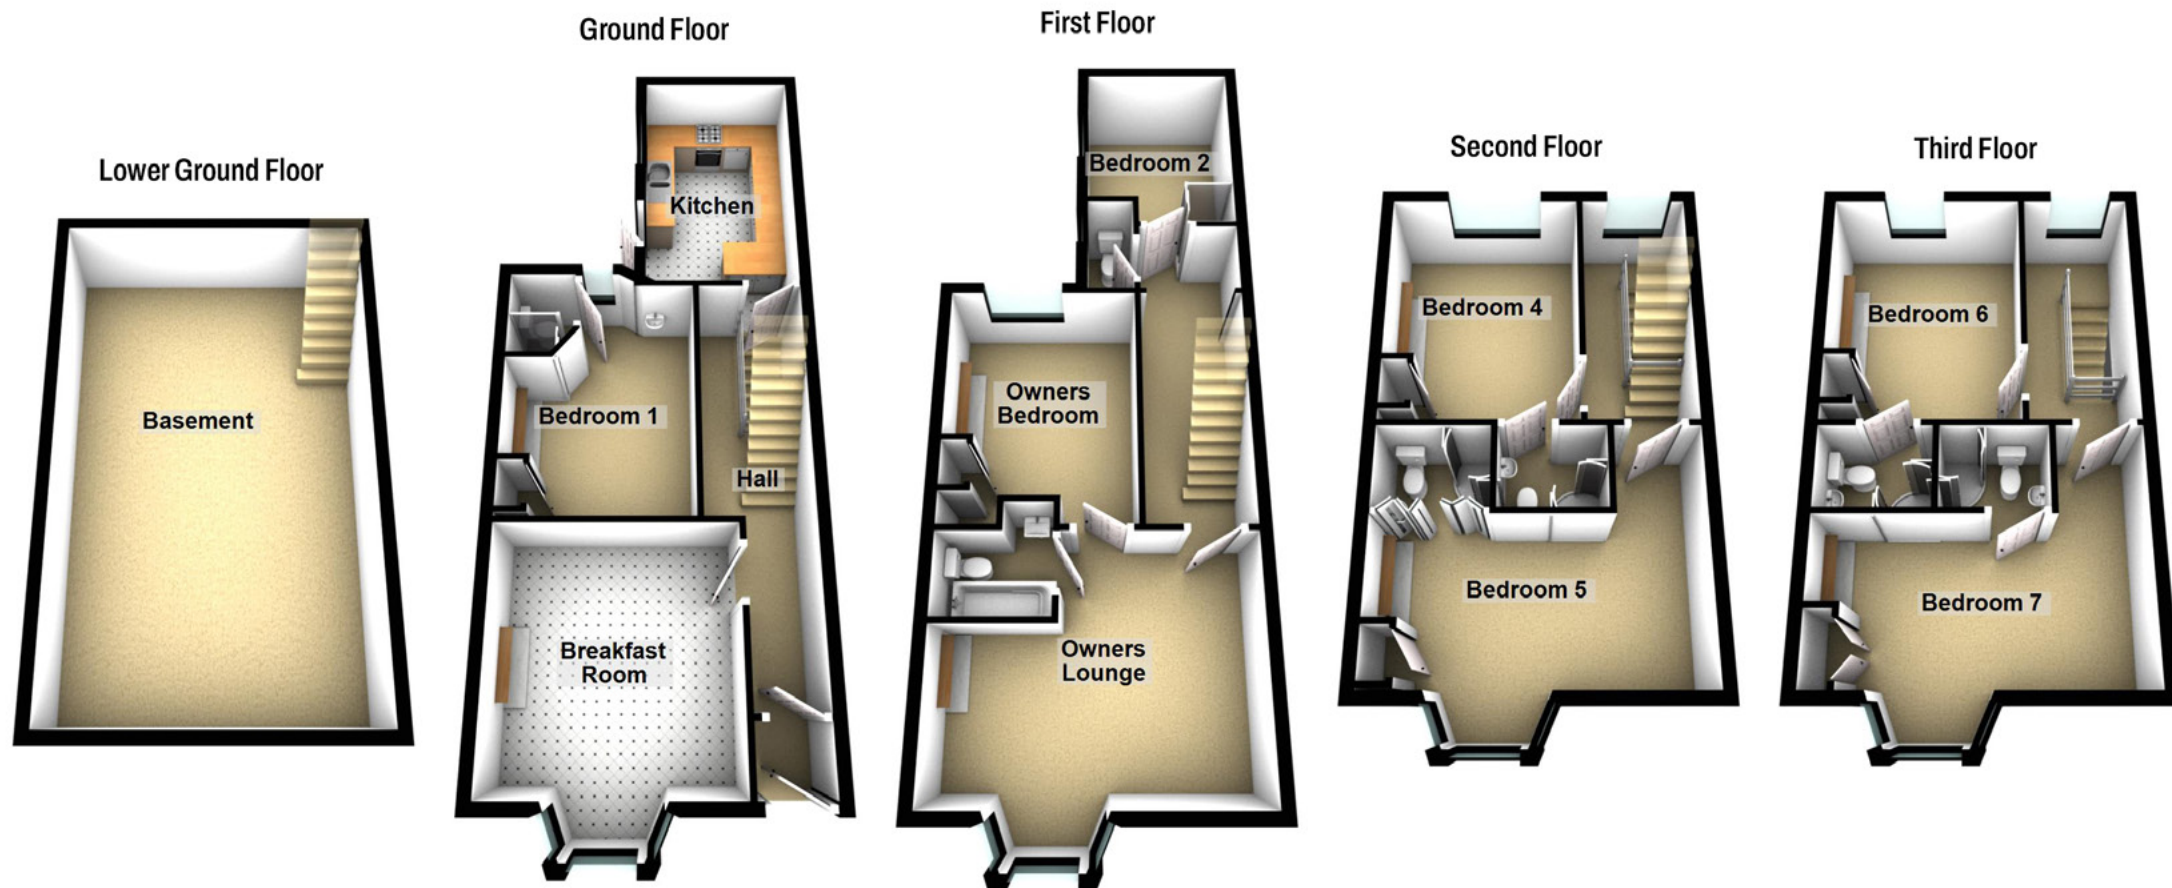 Lower Ground Floor
Basement
Ground Floor
Kitchen
Bedroom 1
Hall
Breakfast
Room
First Floor
Bedroom 2
Owners
Bedroom
Owners
Lounge
Second Floor
Bedroom 4
Bedroom 5
Third Floor
Bedroom 6
Bedroom 7